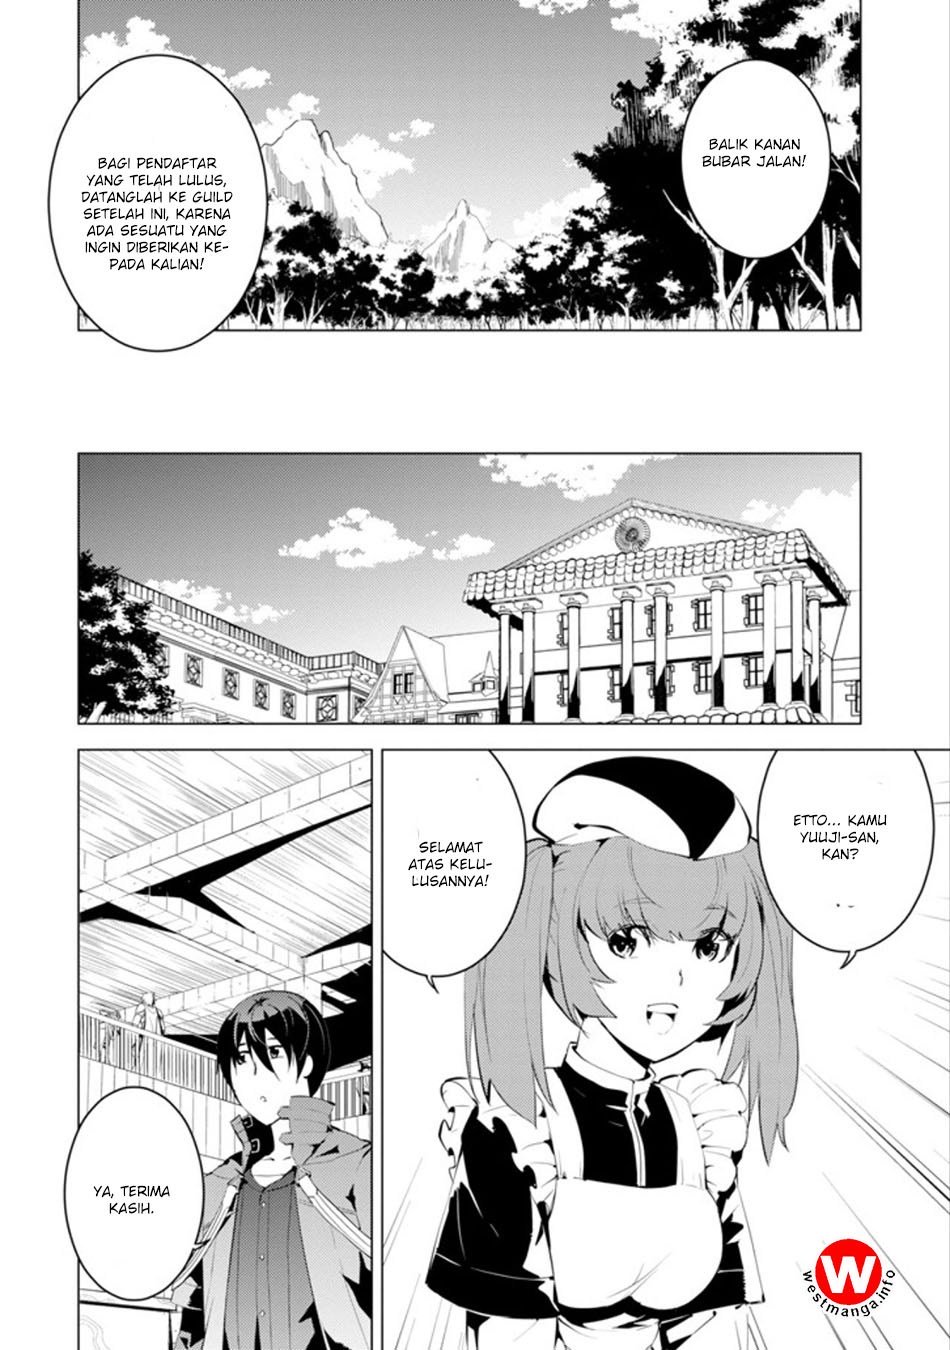 BALIK KANAN
BUBAR JALAN!
BAGI PENDAFTAR
YANG TELAH LULUS,
DATANGLAH KE GUILD
SETELAH INI, KARENA
ADA SESUATU YANG
INGIN DIBERIKAN KE-
PADA KALIAN!
ETTO... KAMU
YUUJI-SAN,
KAN?
SELAMAT
ATAS KELU-
LUSANNYA!
YA, TERIMA
KASIH.
W
westmanga.info